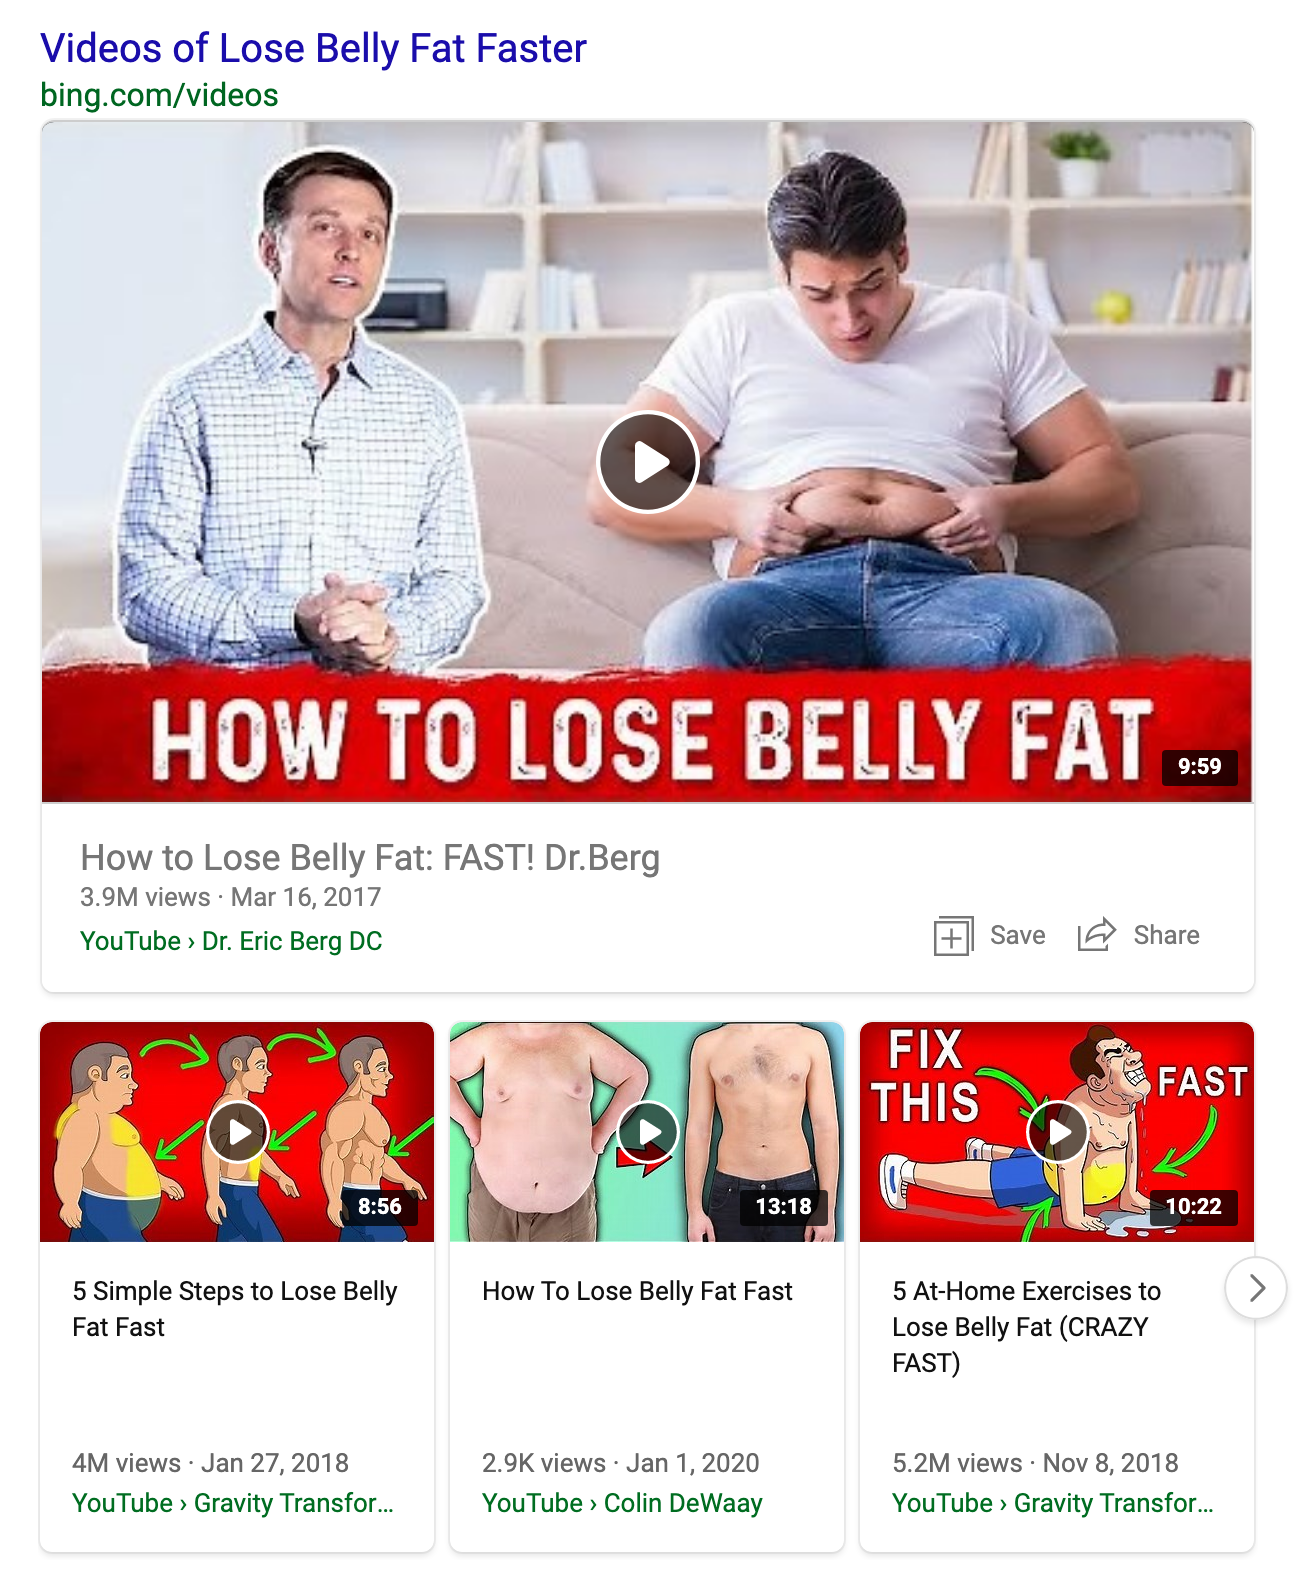 Videos of Lose Belly Fat Faster
bing.com/videos
HOW TO LOSE BELLY FAT
9:59
How to Lose Belly Fat: FAST! Dr.Berg
3.9M views · Mar 16, 2017
YouTube › Dr. Eric Berg DC
Save
Share
8:56
5 Simple Steps to Lose Belly
Fat Fast
4M views · Jan 27, 2018
YouTube › Gravity Transfor...
13:18
How To Lose Belly Fat Fast
2.9K views · Jan 1, 2020
YouTube › Colin DeWaay
FIX
THIS
FAST
10:22
5 At-Home Exercises to
Lose Belly Fat (CRAZY
FAST)
5.2M views · Nov 8, 2018
YouTube › Gravity Transfor...